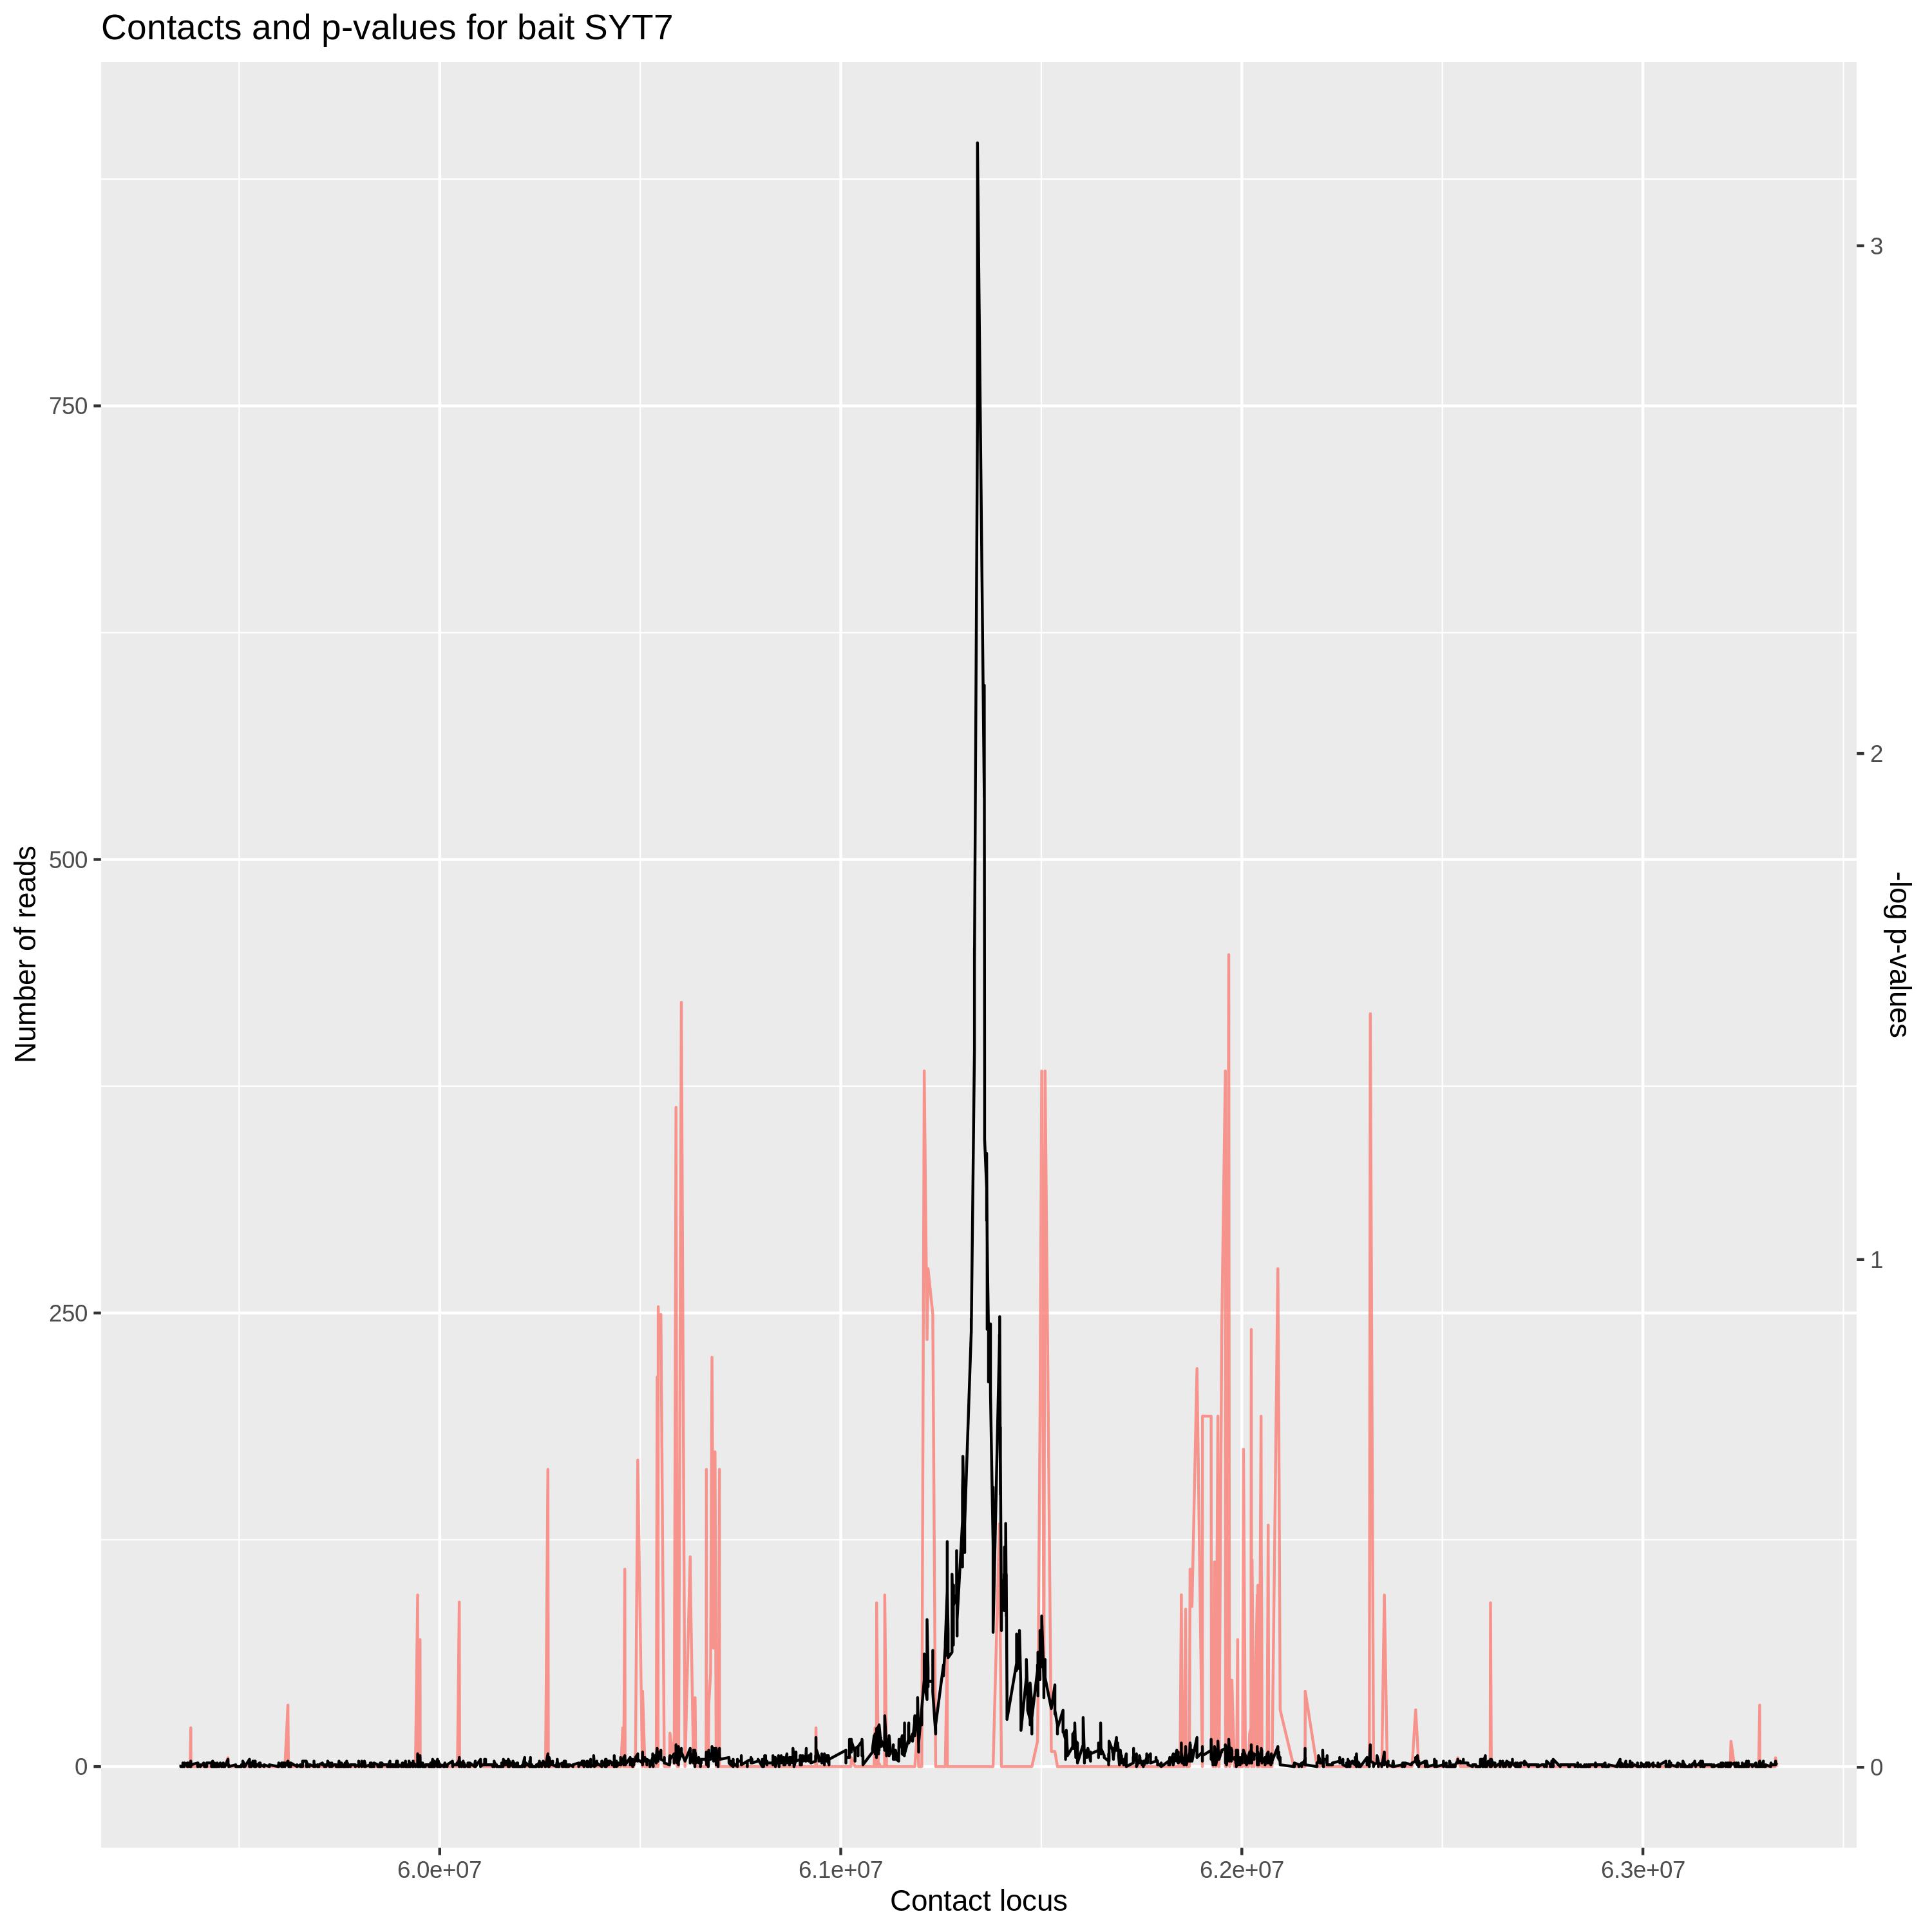 Contacts and p-values for bait SYT7
Number of reads
750
500
250
0
3
2
1
0
-log p-values
6.0e+07 6.1e+07 6.2e+07 6.3e+07
Contact locus